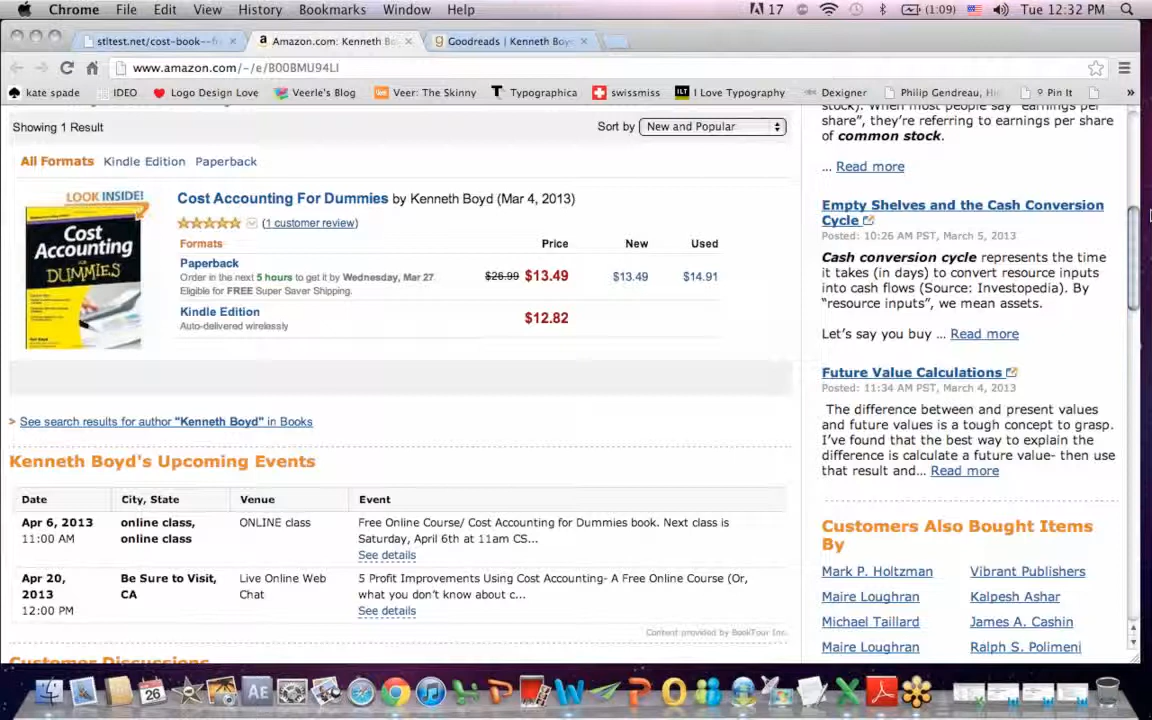 Chrome File Edit View History Bookmarks Window Help 17 (1:09) Tue 12:32 PM
stltest.net/cost-book--fr Amazon.com: Kenneth Bo Goodreads | Kenneth Boy
www.amazon.com/-/e/B00BMU94LI
kate spade IDEO Logo Design Love Veerle's Blog Veer: The Skinny Typographica swissmiss I Love Typography Dexigner Philip Gendreau, Hi 9 Pin It »
Showing 1 Result
Sort by New and Popular
All Formats Kindle Edition Paperback
LOOK INSIDE!
Cost
Accounting
FOR
DUMMIES
Cost Accounting For Dummies by Kenneth Boyd (Mar 4, 2013)
(1 customer review)
Formats Price New Used
Paperback
Order in the next 5 hours to get it by Wednesday, Mar 27.
Eligible for FREE Super Saver Shipping.
$26.99 $13.49 $13.49 $14.91
Kindle Edition
Auto-delivered wirelessly
$12.82
> See search results for author "Kenneth Boyd" in Books
Kenneth Boyd's Upcoming Events
Date City, State Venue Event
Apr 6, 2013
11:00 AM
online class,
online class
ONLINE class
Free Online Course/ Cost Accounting for Dummies book. Next class is
Saturday, April 6th at 11am CS...
See details
Apr 20,
2013
12:00 PM
Be Sure to Visit,
CA
Live Online Web
Chat
5 Profit Improvements Using Cost Accounting- A Free Online Course (Or,
what you don't know about c...
See details
Content provided by BookTour Inc.
Customer Discussions
stock). When most people say "earnings per
share", they're referring to earnings per share
of common stock.
... Read more
Empty Shelves and the Cash Conversion
Cycle
Posted: 10:26 AM PST, March 5, 2013
Cash conversion cycle represents the time
it takes (in days) to convert resource inputs
into cash flows (Source: Investopedia). By
"resource inputs", we mean assets.
Let's say you buy ... Read more
Future Value Calculations
Posted: 11:34 AM PST, March 4, 2013
The difference between and present values
and future values is a tough concept to grasp.
I've found that the best way to explain the
difference is calculate a future value- then use
that result and... Read more
Customers Also Bought Items
By
Mark P. Holtzman Vibrant Publishers
Maire Loughran Kalpesh Ashar
Michael Taillard James A. Cashin
Maire Loughran Ralph S. Polimeni
26